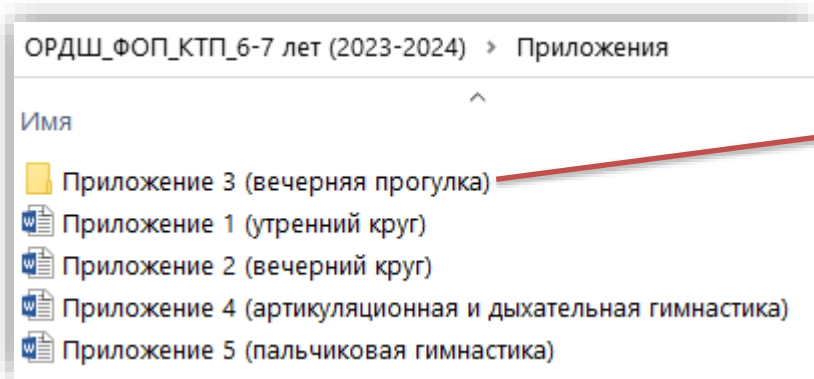 ОРДШ_ФОП_КТП_6-7 лет (2023-2024) > Приложения
Имя
Приложение 3 (вечерняя прогулка)
Приложение 1 (утренний круг)
Приложение 2 (вечерний круг)
Приложение 4 (артикуляционная и дыхательная гимнастика)
Приложение 5 (пальчиковая гимнастика)